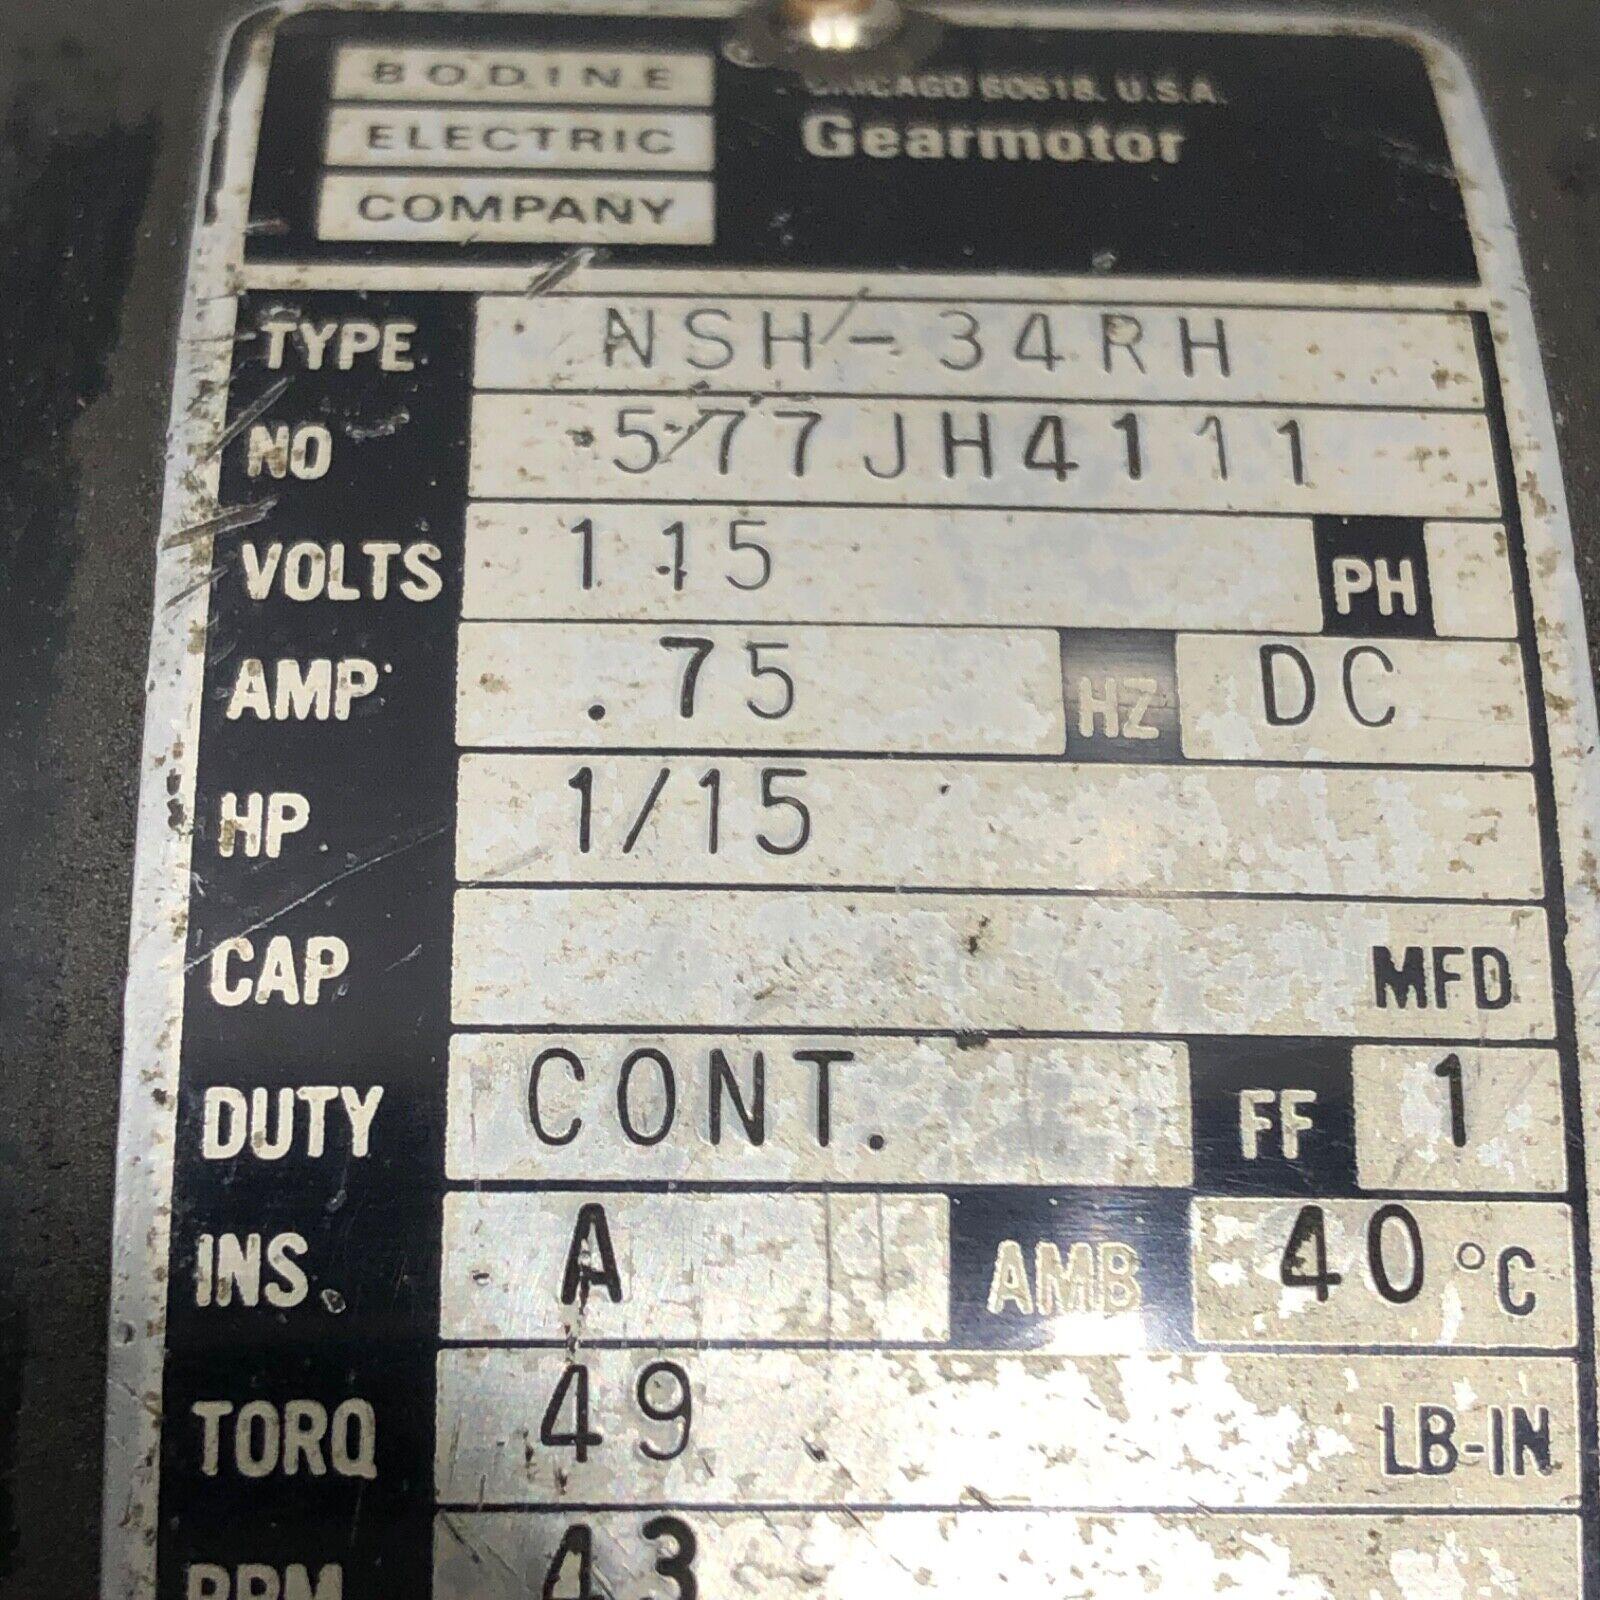 BODINE
ELECTRIC
COMPANY
CHICAGO 60618, U.S.A.
Gearmotor
TYPE NSH-34RH
NO 577JH4111
VOLTS 115 PH
AMP .75 HZ DC
HP 1/15
CAP MFD
DUTY CONT. FF 1
INS. A AMB 40 °C
TORQ 49 LB-IN
RPM 43